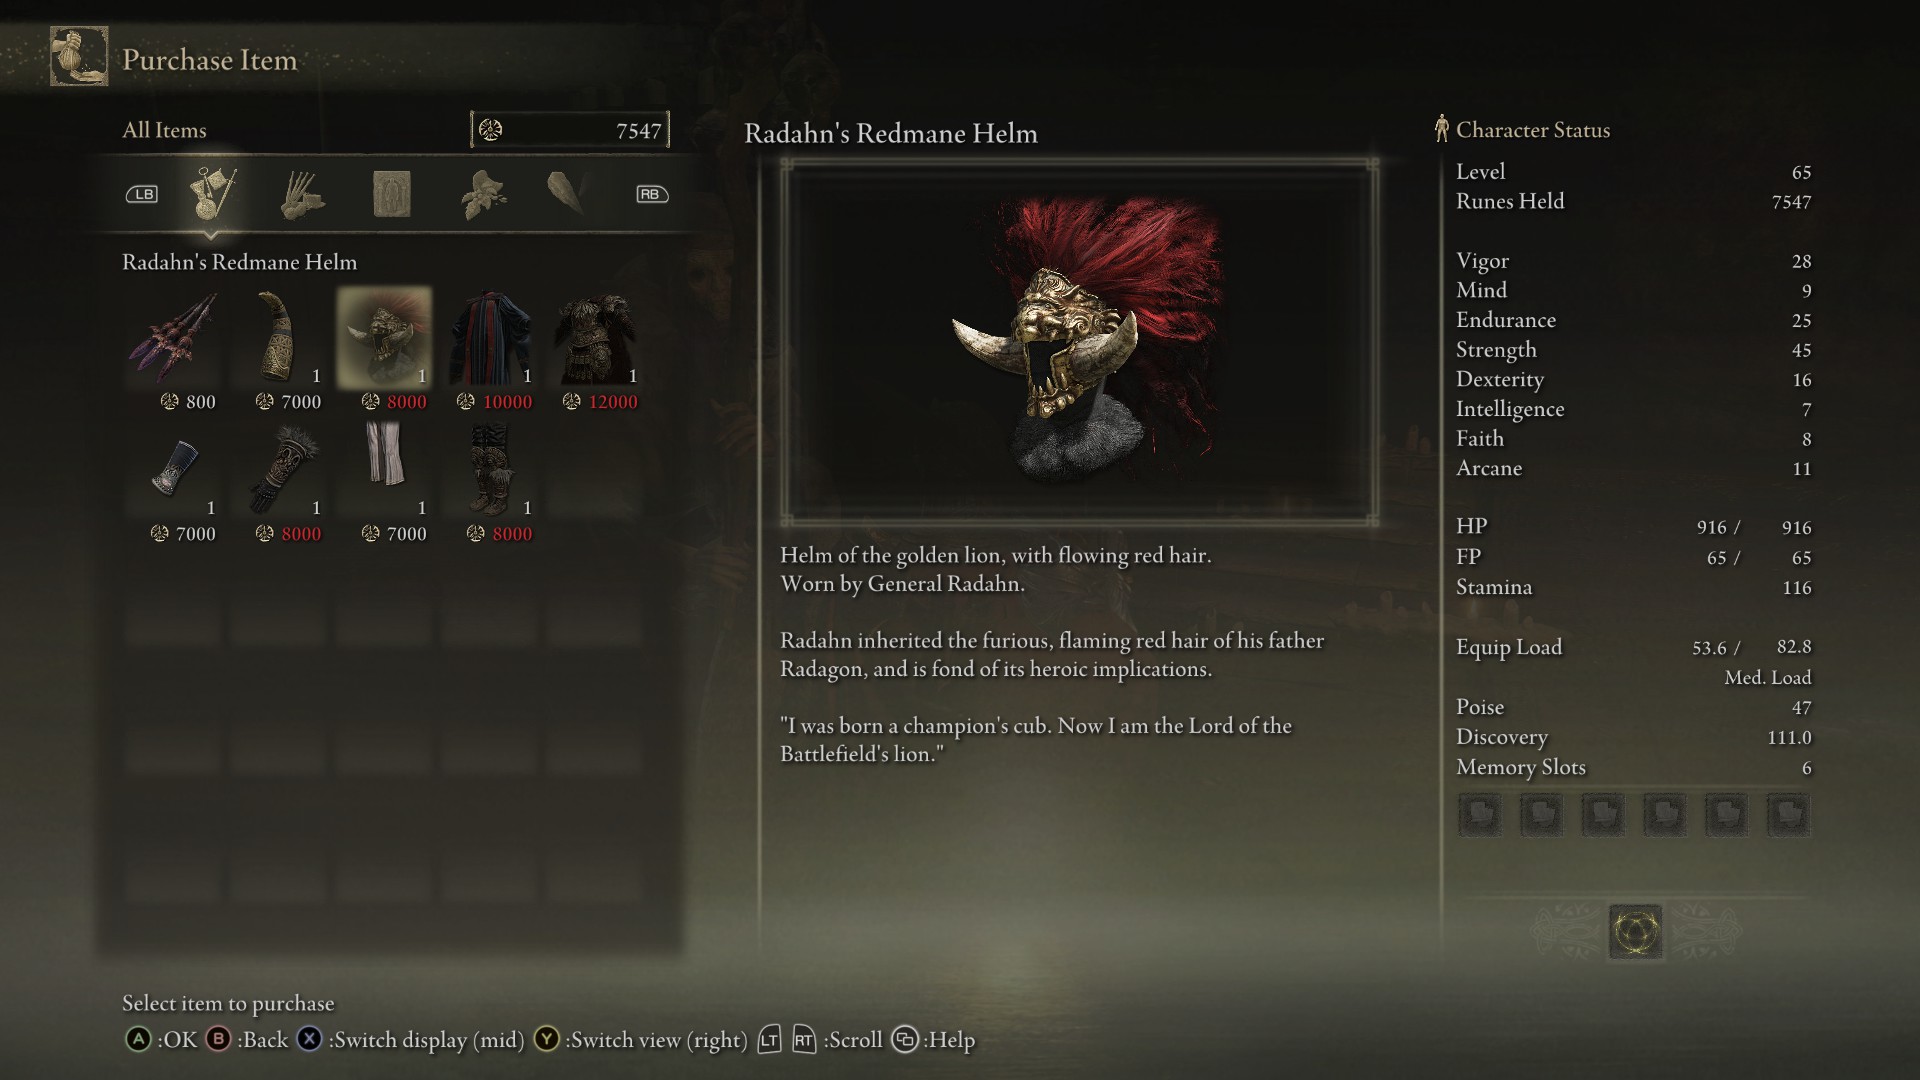 Purchase Item
All Items
7547
LB
RB
Radahn's Redmane Helm
1
1
1
1
800
7000
8000
10000
12000
1
1
1
1
7000
8000
7000
8000
Radahn's Redmane Helm
Helm of the golden lion, with flowing red hair.
Worn by General Radahn.
Radahn inherited the furious, flaming red hair of his father
Radagon, and is fond of its heroic implications.
"I was born a champion's cub. Now I am the Lord of the
Battlefield's lion."
Character Status
Level 65
Runes Held 7547
Vigor 28
Mind 9
Endurance 25
Strength 45
Dexterity 16
Intelligence 7
Faith 8
Arcane 11
HP 916 / 916
FP 65 / 65
Stamina 116
Equip Load 53.6 / 82.8
Med. Load
Poise 47
Discovery 111.0
Memory Slots 6
Select item to purchase
A :OK B :Back X :Switch display (mid) Y :Switch view (right) LT RT :Scroll :Help